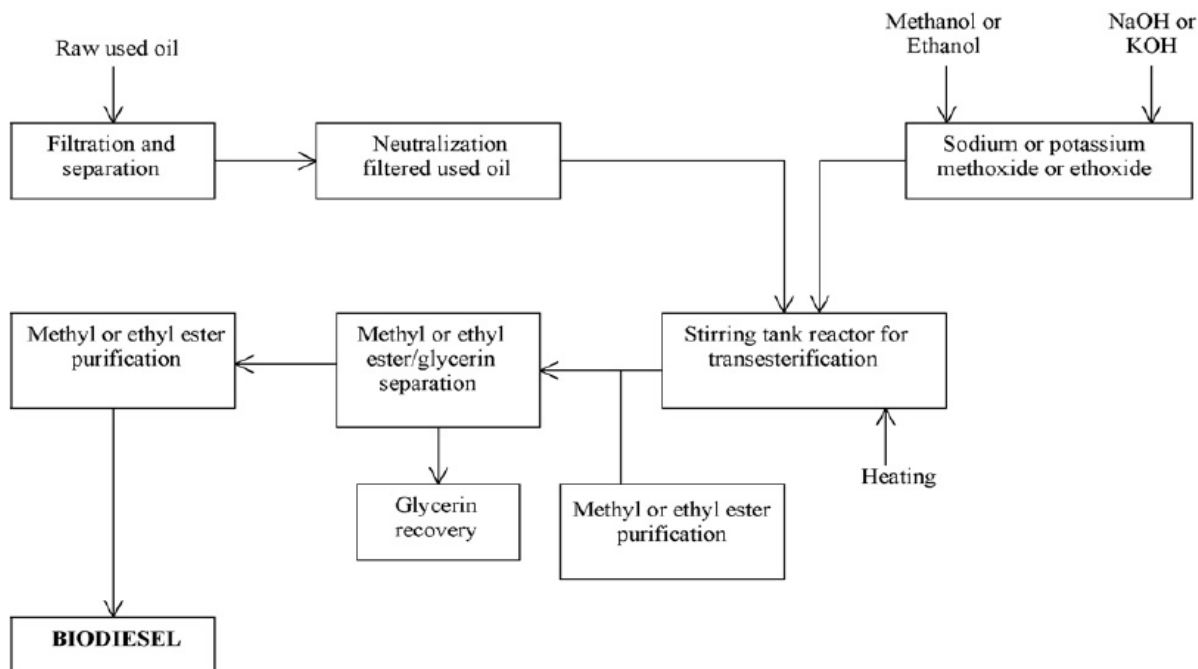 Raw used oil
Methanol or
Ethanol
NaOH or
KOH
Filtration and
separation
Neutralization
filtered used oil
Sodium or potassium
methoxide or ethoxide
Methyl or ethyl ester
purification
Methyl or ethyl
ester/glycerin
separation
Stirring tank reactor for
transesterification
Heating
Glycerin
recovery
Methyl or ethyl ester
purification
BIODIESEL